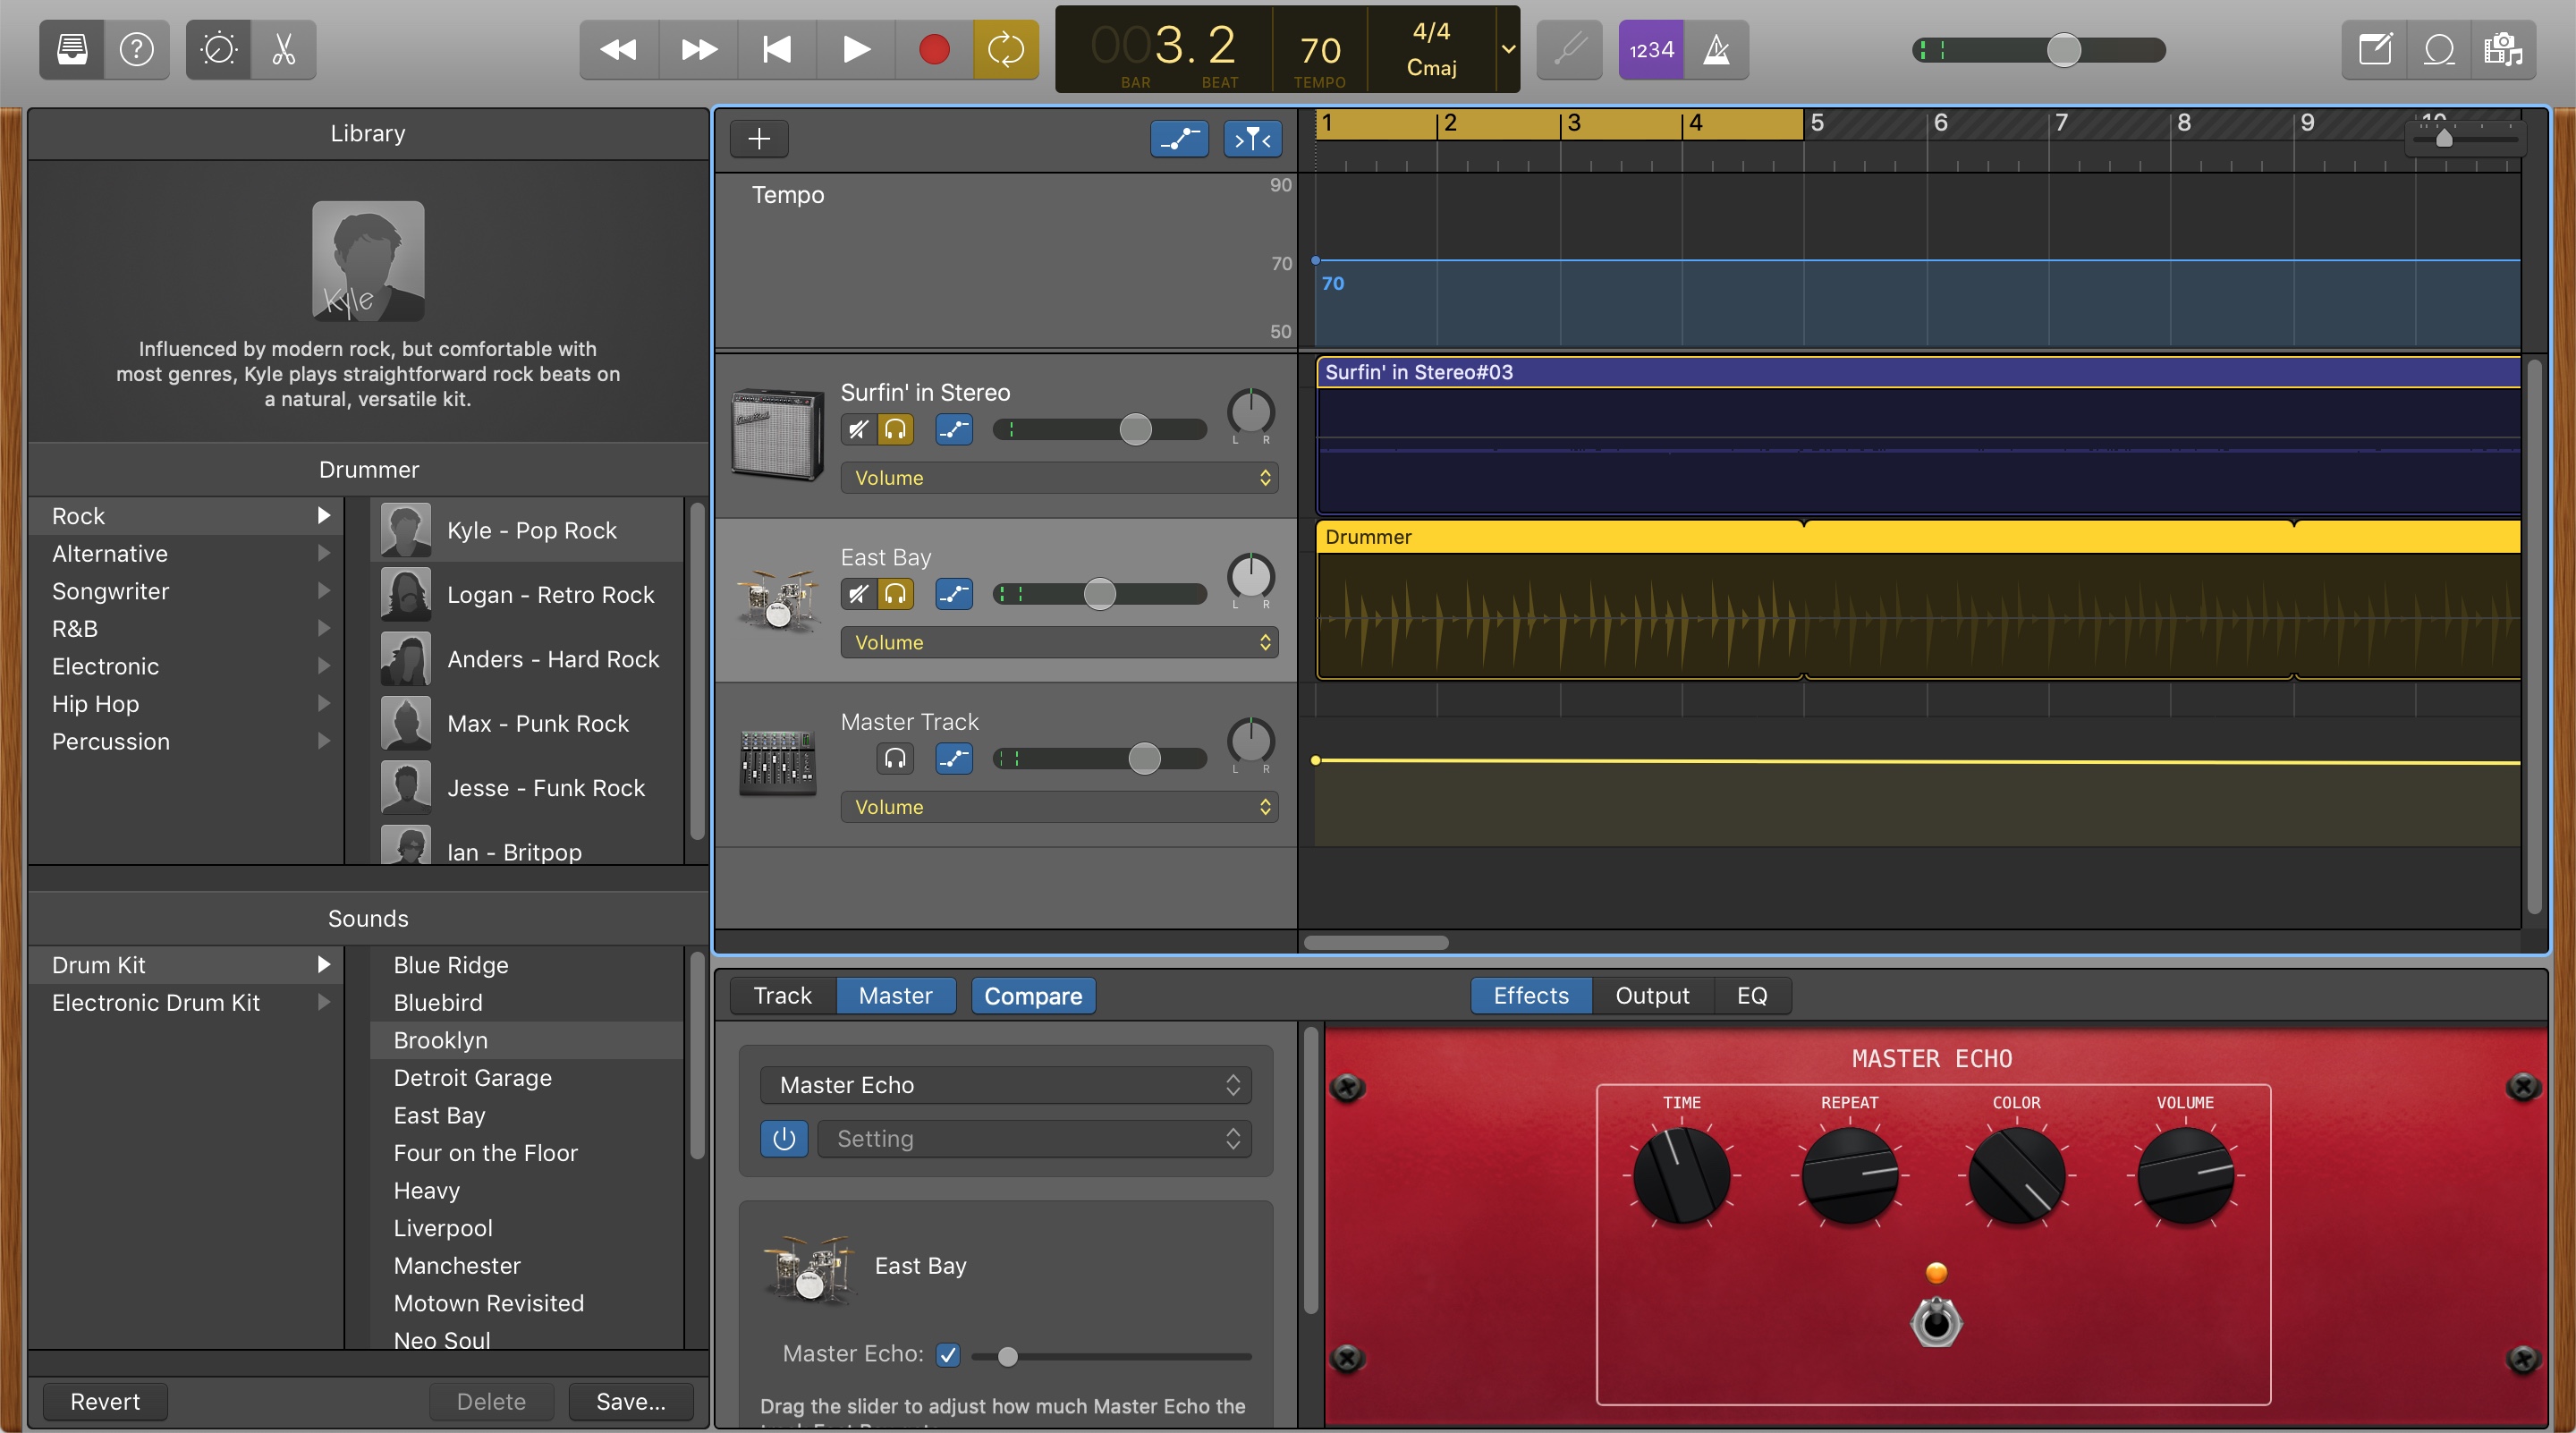 003. 2
BAR
BEAT
70
TEMPO
4/4
Cmaj
1234
Library
Kyle
Influenced by modern rock, but comfortable with
most genres, Kyle plays straightforward rock beats on
a natural, versatile kit.
Drummer
Rock
Alternative
Songwriter
R&B
Electronic
Hip Hop
Percussion
Kyle - Pop Rock
Logan - Retro Rock
Anders - Hard Rock
Max - Punk Rock
Jesse - Funk Rock
Ian - Britpop
Sounds
Drum Kit
Electronic Drum Kit
Blue Ridge
Bluebird
Brooklyn
Detroit Garage
East Bay
Four on the Floor
Heavy
Liverpool
Manchester
Motown Revisited
Neo Soul
Revert
Delete
Save...
1 2 3 4 5 6 7 8 9 10
Tempo
90
70
50
70
Surfin' in Stereo
L R
Volume
Surfin' in Stereo#03
East Bay
L R
Volume
Drummer
Master Track
L R
Volume
Track
Master
Compare
Effects
Output
EQ
Master Echo
Setting
East Bay
Master Echo:
Drag the slider to adjust how much Master Echo the
MASTER ECHO
TIME
REPEAT
COLOR
VOLUME